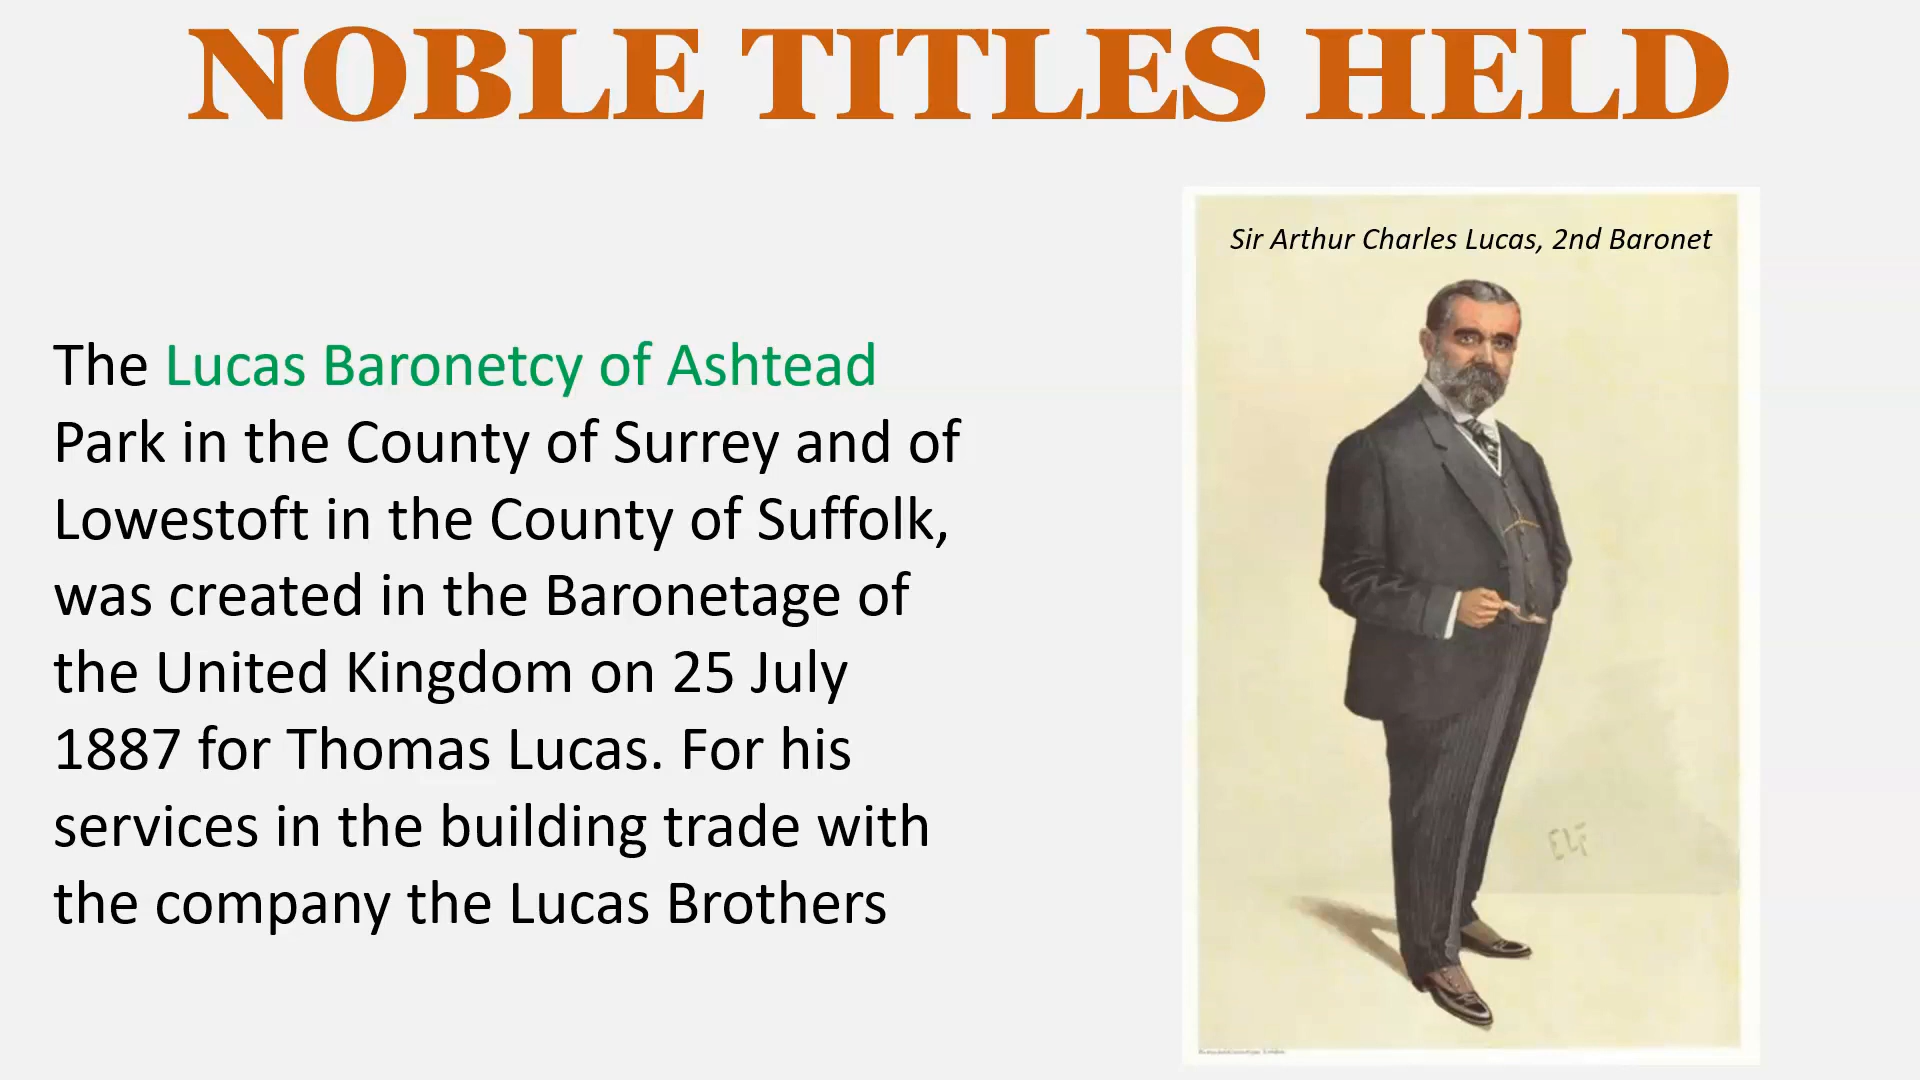 NOBLE TITLES HELD
Sir Arthur Charles Lucas, 2nd Baronet
The Lucas Baronetcy of Ashtead
Park in the County of Surrey and of
Lowestoft in the County of Suffolk,
was created in the Baronetage of
the United Kingdom on 25 July
1887 for Thomas Lucas. For his
services in the building trade with
the company the Lucas Brothers
ELF